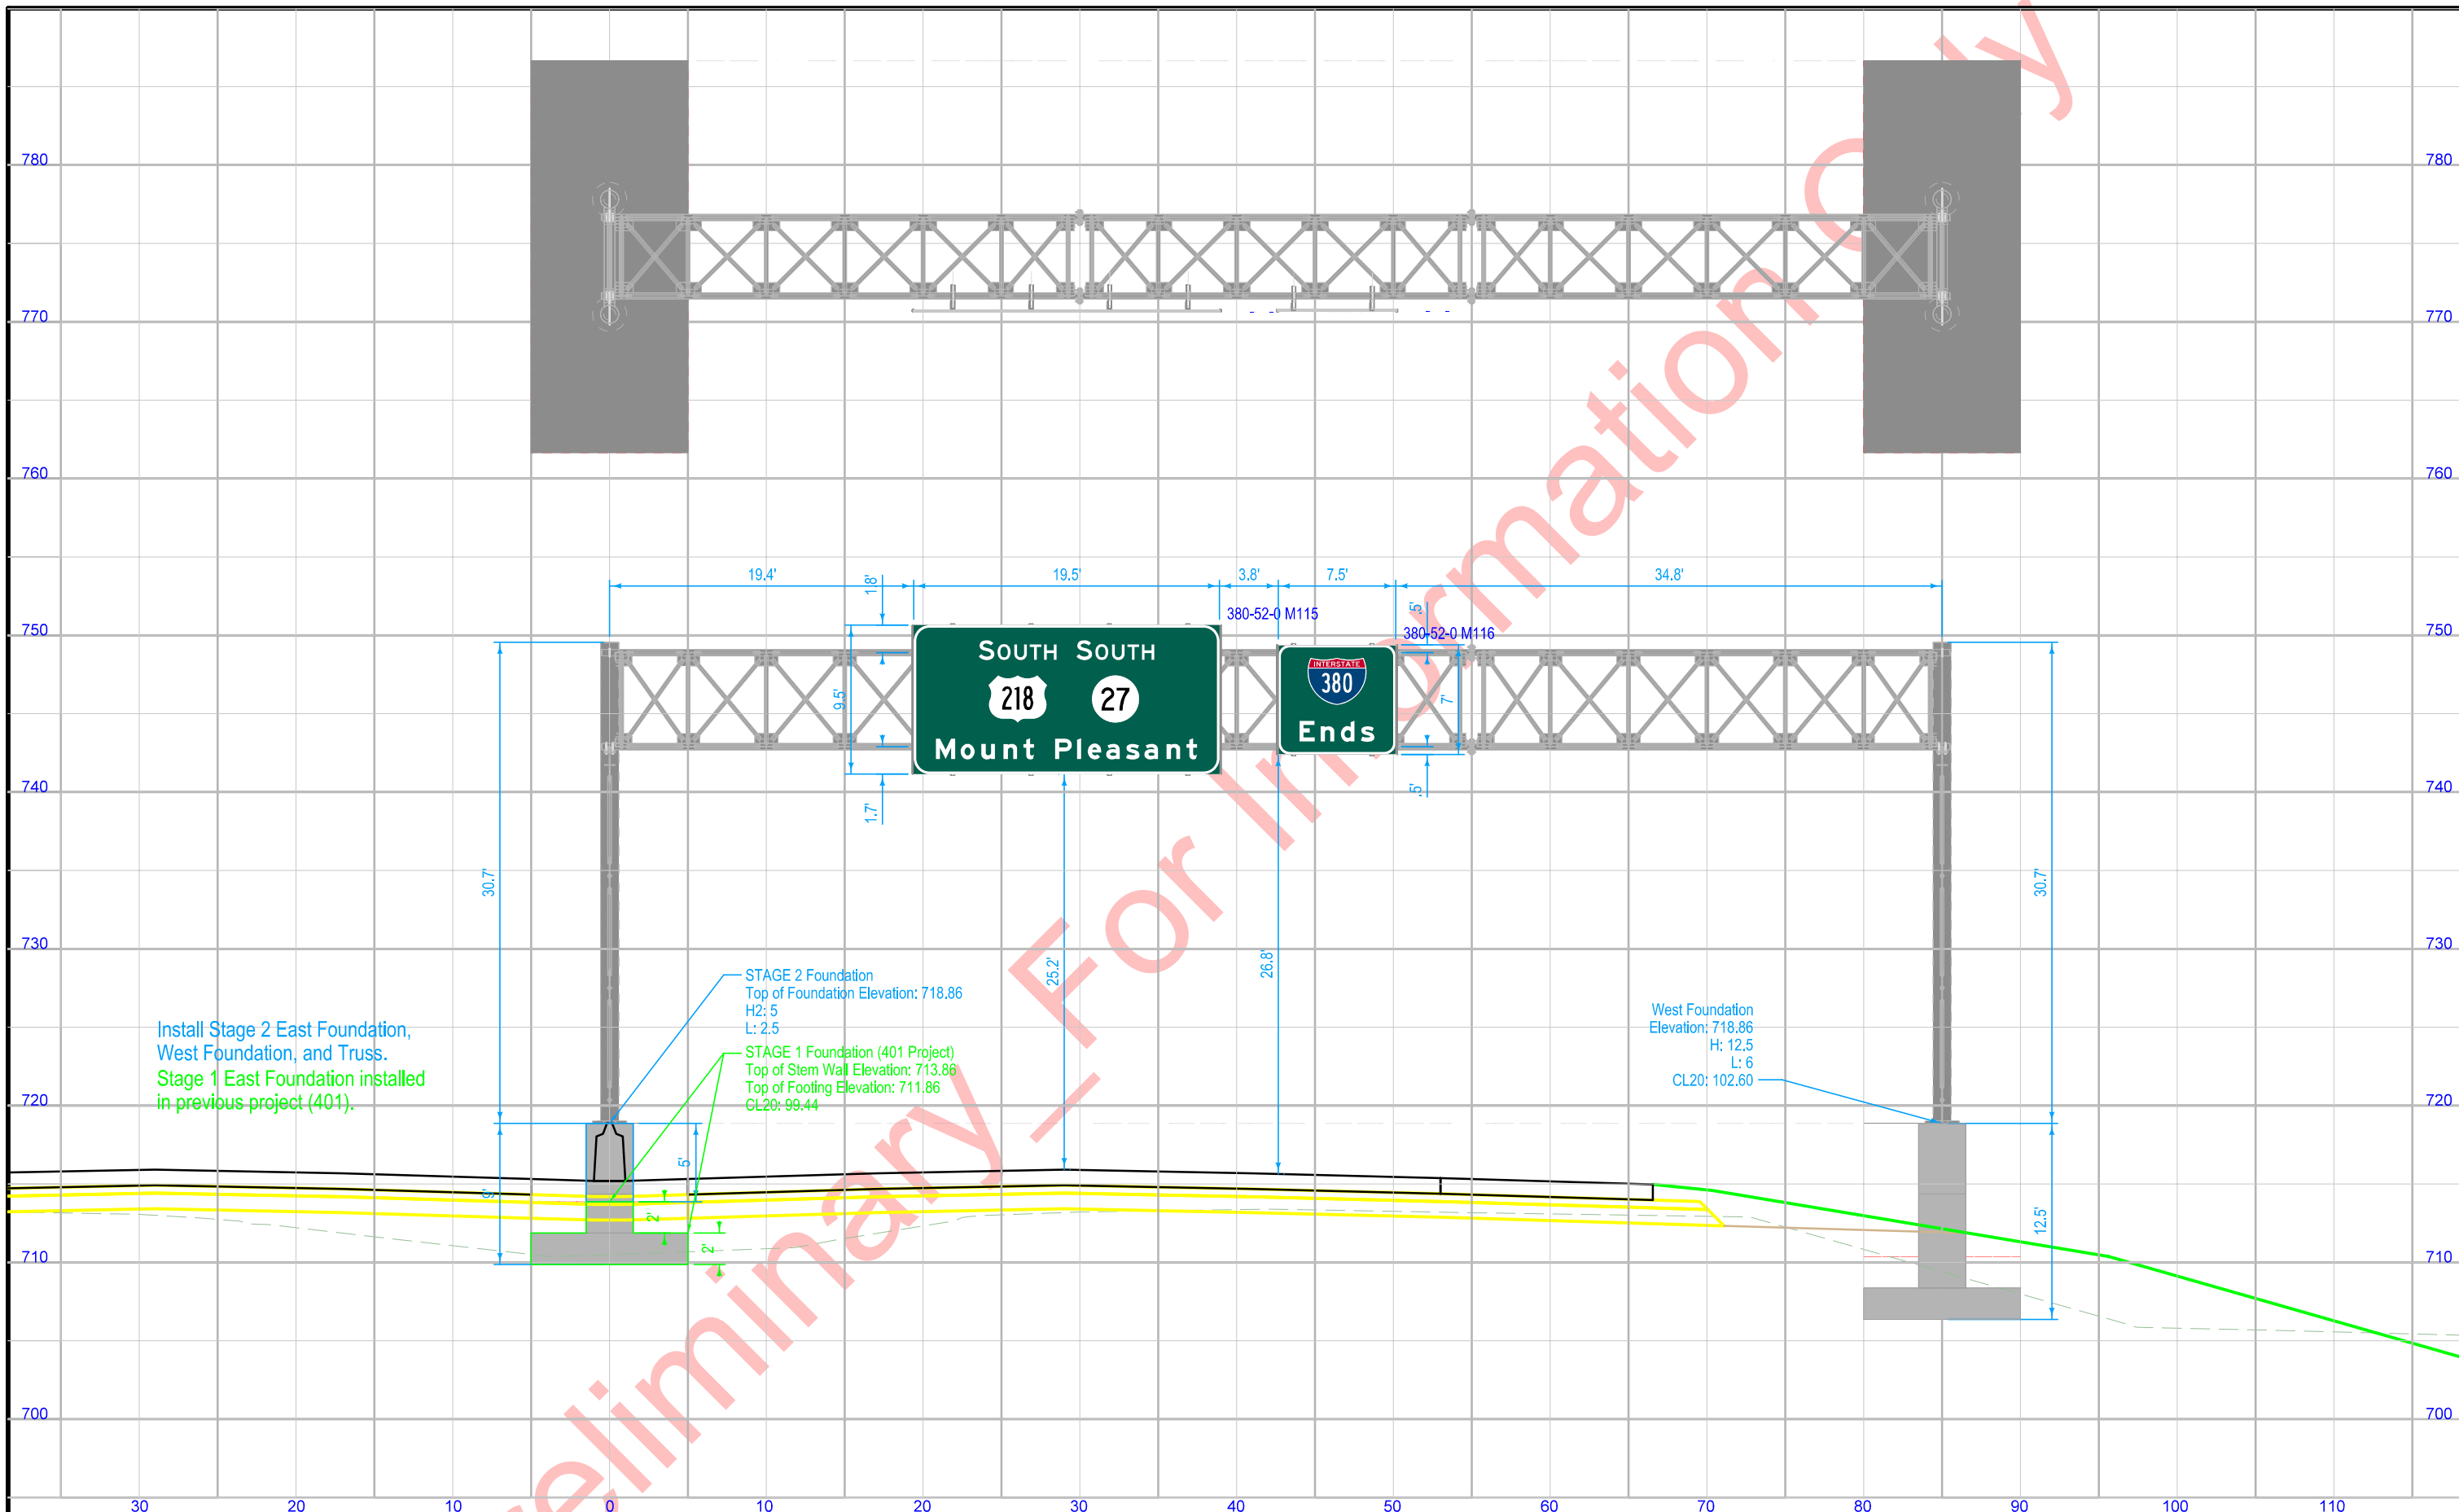 780
780
770
770
760
760
19.4'
19.5'
3.8'
7.5'
34.8'
1.8'
380-52-0 M115
.5'
380-52-0 M116
750
750
SOUTH SOUTH
218
27
Mount Pleasant
INTERSTATE
380
Ends
9.5'
7'
740
740
1.7'
.5'
730
730
30.7'
30.7'
25.2'
26.8'
STAGE 2 Foundation
Top of Foundation Elevation: 718.86
H2: 5
L: 2.5
STAGE 1 Foundation (401 Project)
Top of Stem Wall Elevation: 713.86
Top of Footing Elevation: 711.86
CL20: 99.44
Install Stage 2 East Foundation,
West Foundation, and Truss.
Stage 1 East Foundation installed
in previous project (401).
West Foundation
Elevation: 718.86
H: 12.5
L: 6
CL20: 102.60
720
720
5'
9'
2'
2'
12.5'
710
710
700
700
30
20
10
0
10
20
30
40
50
60
70
80
90
100
110
eliminary_For Information Only